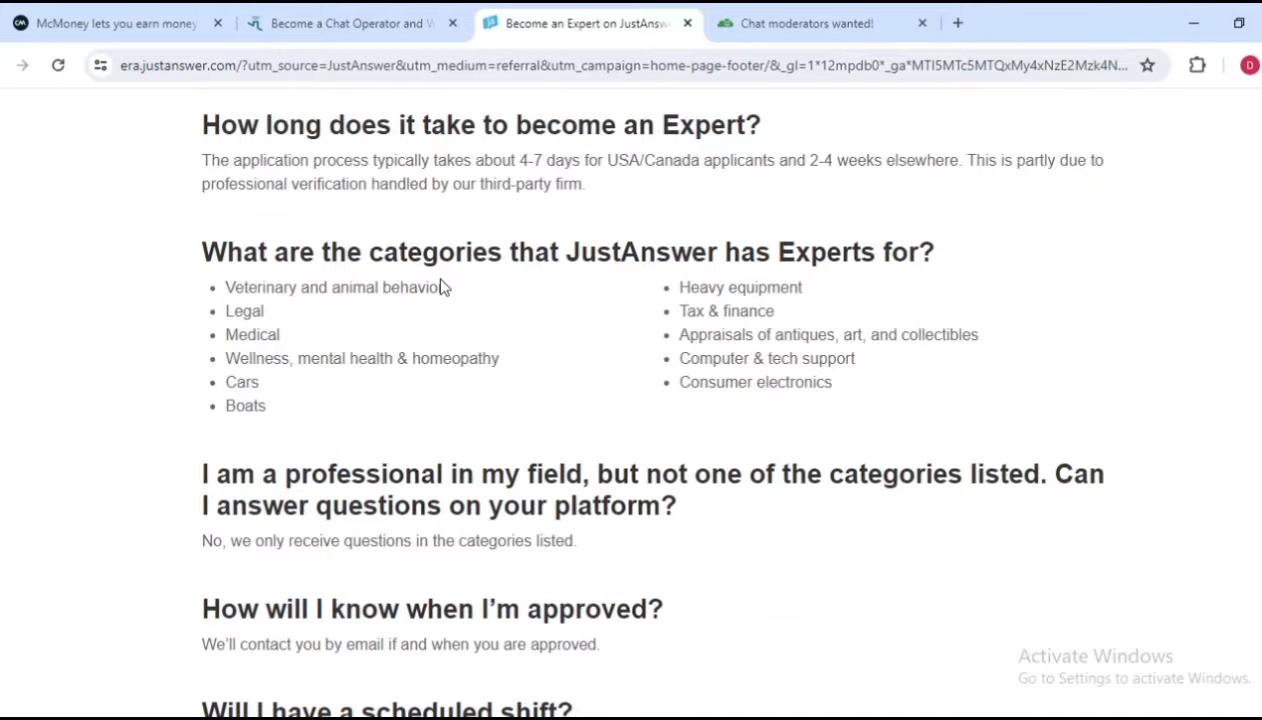 McMoney lets you earn money
Become a Chat Operator and
Become an Expert on JustAnsw
Chat moderators wanted!
era.justanswer.com/?utm_source=JustAnswer&utm_medium=referral&utm_campaign=home-page-footer/&_gl=1*12mpdb0*_ga*MTI5MTc5MTQxMy4xNzE2Mzk4N...
D
How long does it take to become an Expert?
The application process typically takes about 4-7 days for USA/Canada applicants and 2-4 weeks elsewhere. This is partly due to
professional verification handled by our third-party firm.
What are the categories that JustAnswer has Experts for?
• Veterinary and animal behavior
• Legal
• Medical
• Wellness, mental health & homeopathy
• Cars
• Boats
• Heavy equipment
• Tax & finance
• Appraisals of antiques, art, and collectibles
• Computer & tech support
• Consumer electronics
I am a professional in my field, but not one of the categories listed. Can
I answer questions on your platform?
No, we only receive questions in the categories listed.
How will I know when I'm approved?
We'll contact you by email if and when you are approved.
Activate Windows
Go to Settings to activate Windows.
Will I have a scheduled shift?